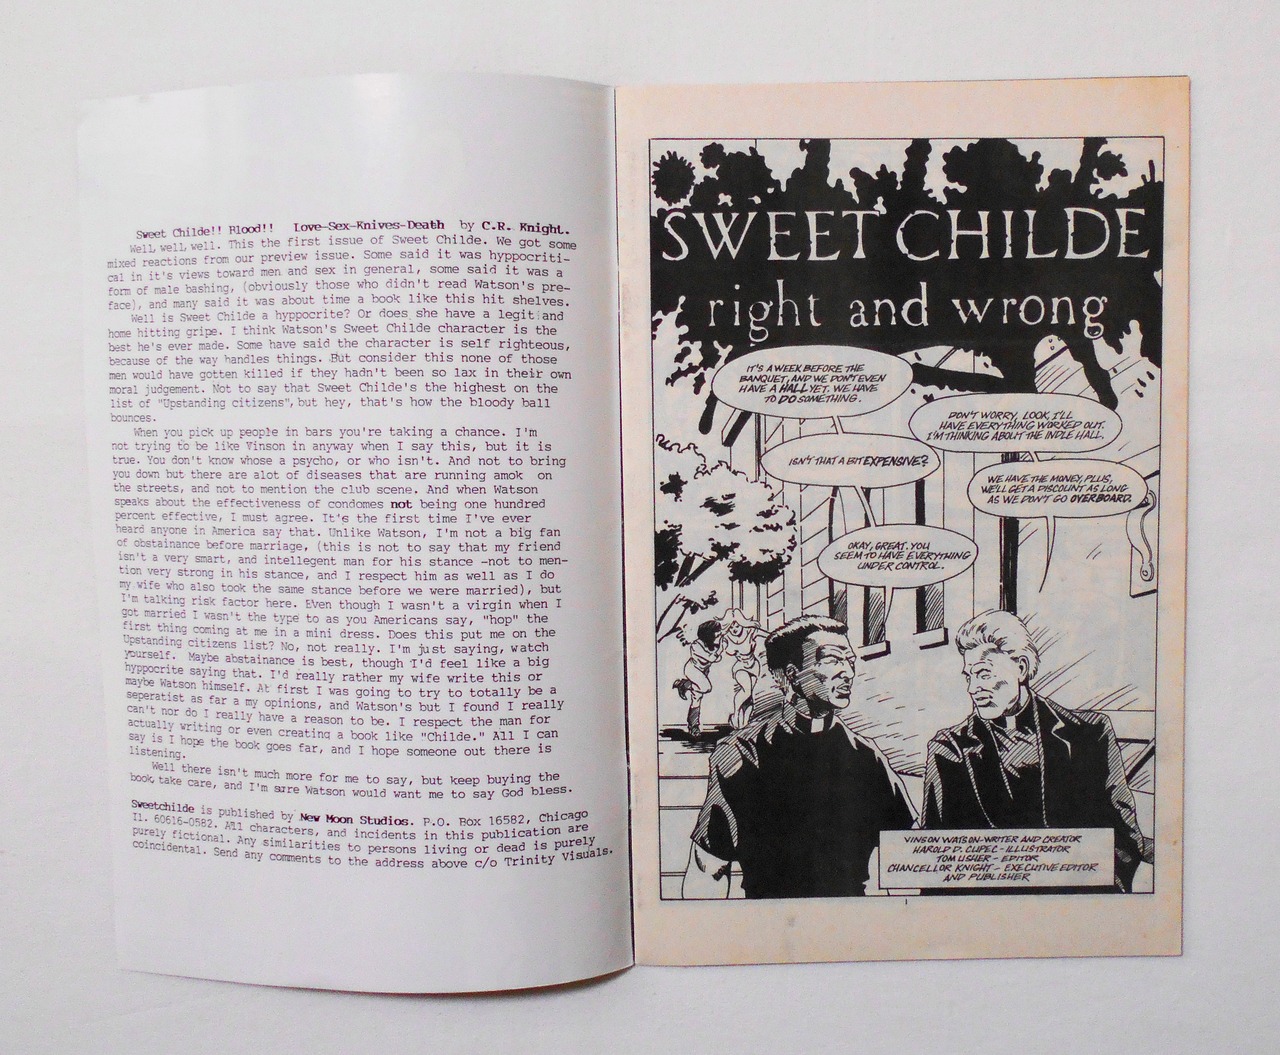 Sweet Childe!! Blood!! Love-Sex-Knives-Death by C.R. Knight.
Well, well, well. This the first issue of Sweet Childe. We got some
mixed reactions from our preview issue. Some said it was hyppocriti-
cal in it's views toward men and sex in general, some said it was a
form of male bashing, (obviously those who didn't read Watson's pre-
face), and many said it was about time a book like this hit shelves.
Well is Sweet Childe a hyppocrite? Or does she have a legit and
home hitting gripe. I think Watson's Sweet Childe character is the
best he's ever made. Some have said the character is self righteous,
because of the way handles things. But consider this none of those
men would have gotten killed if they hadn't been so lax in their own
moral judgement. Not to say that Sweet Childe's the highest on the
list of "Upstanding citizens", but hey, that's how the bloody ball
bounces.
When you pick up people in bars you're taking a chance. I'm
not trying to be like Vinson in anyway when I say this, but it is
true. You don't know whose a psycho, or who isn't. And not to bring
you down but there are alot of diseases that are running amok on
the streets, and not to mention the club scene. And when Watson
speaks about the effectiveness of condomes not being one hundred
percent effective, I must agree. It's the first time I've ever
heard anyone in America say that. Unlike Watson, I'm not a big fan
of obstainance before marriage, (this is not to say that my friend
isn't a very smart, and intellegent man for his stance -not to men-
tion very strong in his stance, and I respect him as well as I do
my wife who also took the same stance before we were married), but
I'm talking risk factor here. Even though I wasn't a virgin when I
got married I wasn't the type to as you Americans say, "hop" the
first thing coming at me in a mini dress. Does this put me on the
Upstanding citizens list? No, not really. I'm just saying, watch
yourself. Maybe abstainance is best, though I'd feel like a big
hyppocrite saying that. I'd really rather my wife write this or
maybe Watson himself. At first I was going to try to totally be a
seperatist as far a my opinions, and Watson's but I found I really
can't nor do I really have a reason to be. I respect the man for
actually writing or even creating a book like "Childe." All I can
say is I hope the book goes far, and I hope someone out there is
listening.
Well there isn't much more for me to say, but keep buying the
book, take care, and I'm sure Watson would want me to say God bless.
Sweetchilde is published by New Moon Studios. P.O. Box 16582, Chicago
Il. 60616-0582. All characters, and incidents in this publication are
purely fictional. Any similarities to persons living or dead is purely
coincidental. Send any comments to the address above c/o Trinity Visuals.
SWEET CHILDE
right and wrong
IT'S A WEEK BEFORE THE
BANQUET, AND WE DON'T EVEN
HAVE A HALL YET. WE HAVE
TO DO SOMETHING.
DON'T WORRY, LOOK, I'LL
HAVE EVERYTHING WORKED OUT.
I'M THINKING ABOUT THE INDLE HALL.
ISN'T THAT A BIT EXPENSIVE?
WE HAVE THE MONEY, PLUS,
WE'LL GET A DISCOUNT AS LONG
AS WE DON'T GO OVERBOARD.
OKAY, GREAT. YOU
SEEM TO HAVE EVERYTHING
UNDER CONTROL.
VINSON WATSON-WRITER AND CREATOR
HAROLD D. CUPEC-ILLUSTRATOR
TOM USHER - EDITOR
CHANCELLOR KNIGHT - EXECUTIVE EDITOR
AND PUBLISHER
1